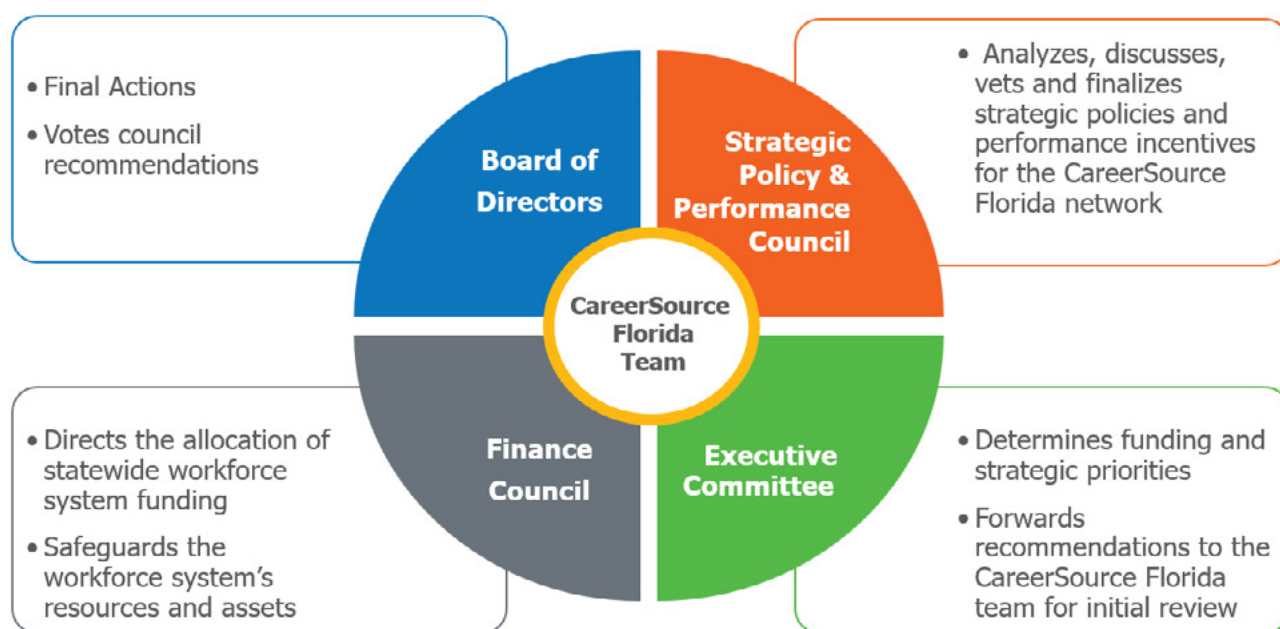 • Final Actions
• Votes council
recommendations
Board of
Directors
Strategic
Policy &
Performance
Council
• Analyzes, discusses,
vets and finalizes
strategic policies and
performance incentives
for the CareerSource
Florida network
CareerSource
Florida
Team
• Directs the allocation of
statewide workforce
system funding
• Safeguards the
workforce system’s
resources and assets
Finance
Council
Executive
Committee
• Determines funding and
strategic priorities
• Forwards
recommendations to the
CareerSource Florida
team for initial review